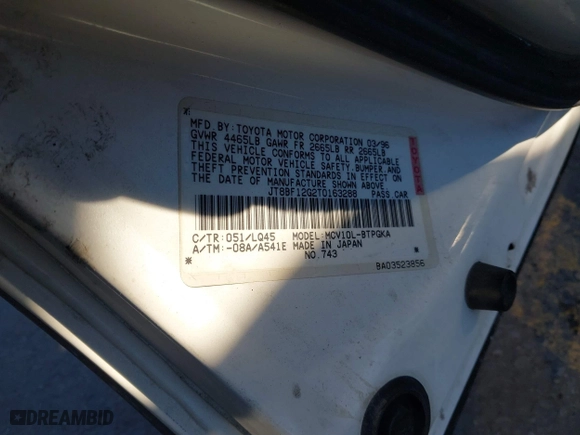 MFD.BY:TOYOTA MOTOR CORPORATION 03/96
GVWR 4465LB GAWR FR 2665LB RR 2665LB
THIS VEHICLE CONFORMS TO ALL APPLICABLE
FEDERAL MOTOR VEHICLE SAFETY,BUMPER,AND
THEFT PREVENTION STANDARDS IN EFFECT ON
THE DATE OF MANUFACTURE SHOWN ABOVE.
JT8BF12G2T0163288 PASS.CAR
C/TR:051/LQ45 MODEL:MCV10L-BTPGKA
A/TM:-08A/A541E MADE IN JAPAN
NO.743
BA03523856
TOYOTA
DREAMBID